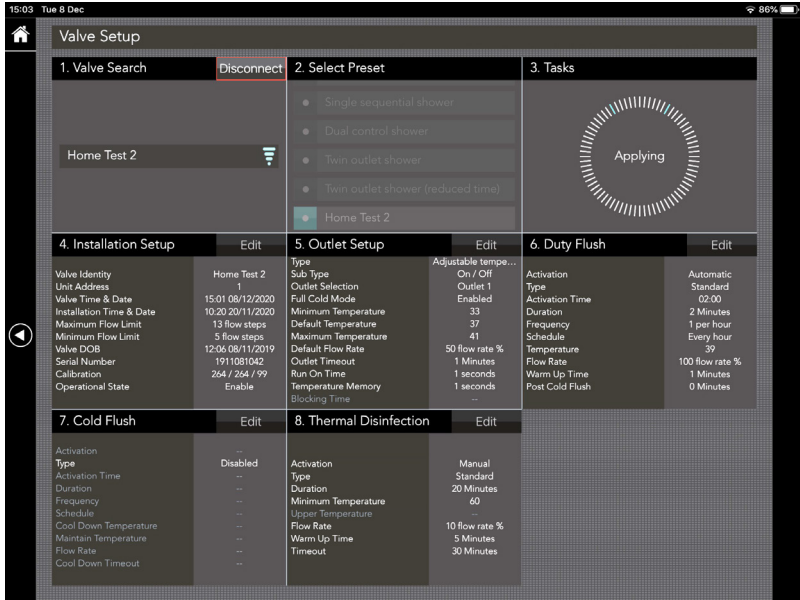 15:03 Tue 8 Dec 86%
Valve Setup
1. Valve Search Disconnect
Home Test 2
2. Select Preset
Single sequential shower
Dual control shower
Twin outlet shower
Twin outlet shower (reduced time)
Home Test 2
3. Tasks
Applying
4. Installation Setup Edit
Valve Identity Home Test 2
Unit Address 1
Valve Time & Date 15:01 08/12/2020
Installation Time & Date 10:20 20/11/2020
Maximum Flow Limit 13 flow steps
Minimum Flow Limit 5 flow steps
Valve DOB 12:06 08/11/2019
Serial Number 1911081042
Calibration 264 / 264 / 99
Operational State Enable
5. Outlet Setup Edit
Type Adjustable tempe...
Sub Type On / Off
Outlet Selection Outlet 1
Full Cold Mode Enabled
Minimum Temperature 33
Default Temperature 37
Maximum Temperature 41
Default Flow Rate 50 flow rate %
Outlet Timeout 1 Minutes
Run On Time 1 seconds
Temperature Memory 1 seconds
Blocking Time --
6. Duty Flush Edit
Activation Automatic
Type Standard
Activation Time 02:00
Duration 2 Minutes
Frequency 1 per hour
Schedule Every hour
Temperature 39
Flow Rate 100 flow rate %
Warm Up Time 1 Minutes
Post Cold Flush 0 Minutes
7. Cold Flush Edit
Activation --
Type Disabled
Activation Time --
Duration --
Frequency --
Schedule --
Cool Down Temperature --
Maintain Temperature --
Flow Rate --
Cool Down Timeout --
8. Thermal Disinfection Edit
Activation Manual
Type Standard
Duration 20 Minutes
Minimum Temperature 60
Upper Temperature --
Flow Rate 10 flow rate %
Warm Up Time 5 Minutes
Timeout 30 Minutes